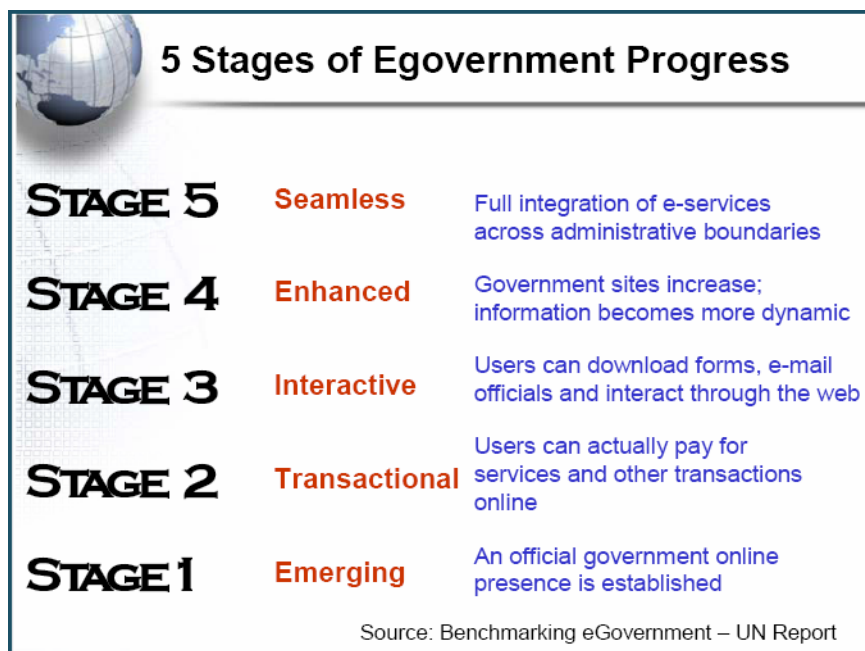 5 Stages of Egovernment Progress
STAGE 5
Seamless
Full integration of e-services
across administrative boundaries
STAGE 4
Enhanced
Government sites increase;
information becomes more dynamic
STAGE 3
Interactive
Users can download forms, e-mail
officials and interact through the web
STAGE 2
Transactional
Users can actually pay for
services and other transactions
online
STAGE 1
Emerging
An official government online
presence is established
Source: Benchmarking eGovernment – UN Report